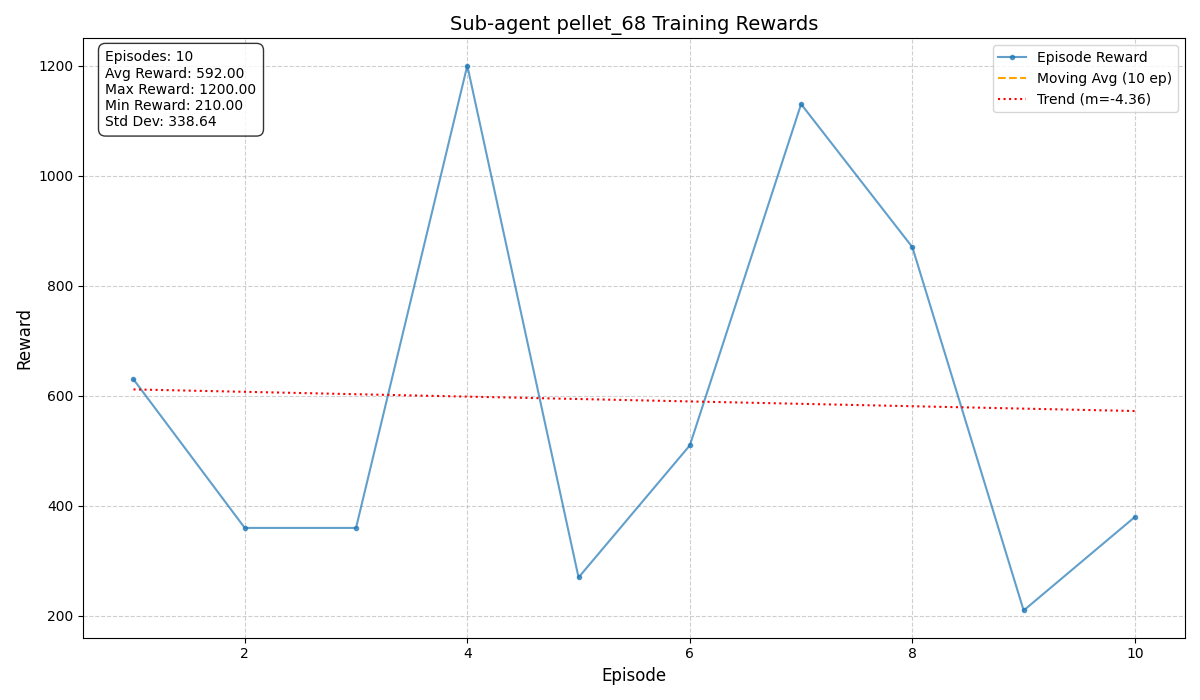 Sub-agent pellet_68 Training Rewards
Episodes: 10
Avg Reward: 592.00
Max Reward: 1200.00
Min Reward: 210.00
Std Dev: 338.64
Episode Reward
Moving Avg (10 ep)
Trend (m=-4.36)
Reward
1200
1000
800
600
400
200
2
4
6
8
10
Episode